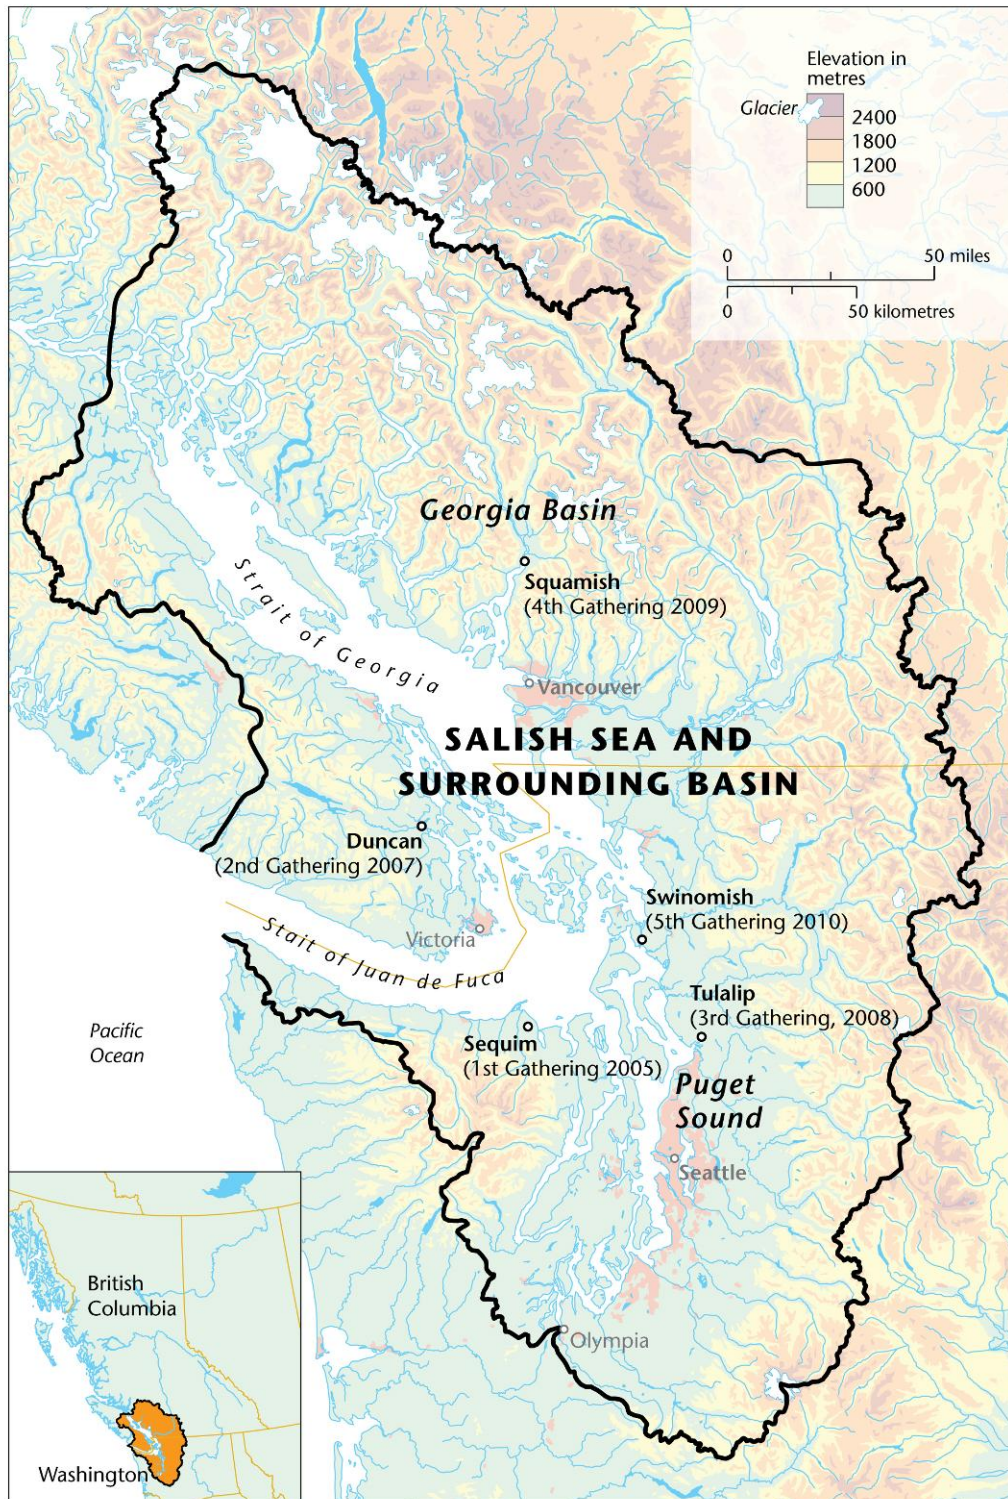 Elevation in
metres
Glacier
2400
1800
1200
600
0
50 miles
0
50 kilometres
Georgia Basin
Squamish
(4th Gathering 2009)
Strait of Georgia
Vancouver
SALISH SEA AND
SURROUNDING BASIN
Duncan
(2nd Gathering 2007)
Swinomish
(5th Gathering 2010)
Victoria
Stait of Juan de Fuca
Tulalip
(3rd Gathering, 2008)
Pacific
Ocean
Sequim
(1st Gathering 2005)
Puget
Sound
Seattle
British
Columbia
Olympia
Washington